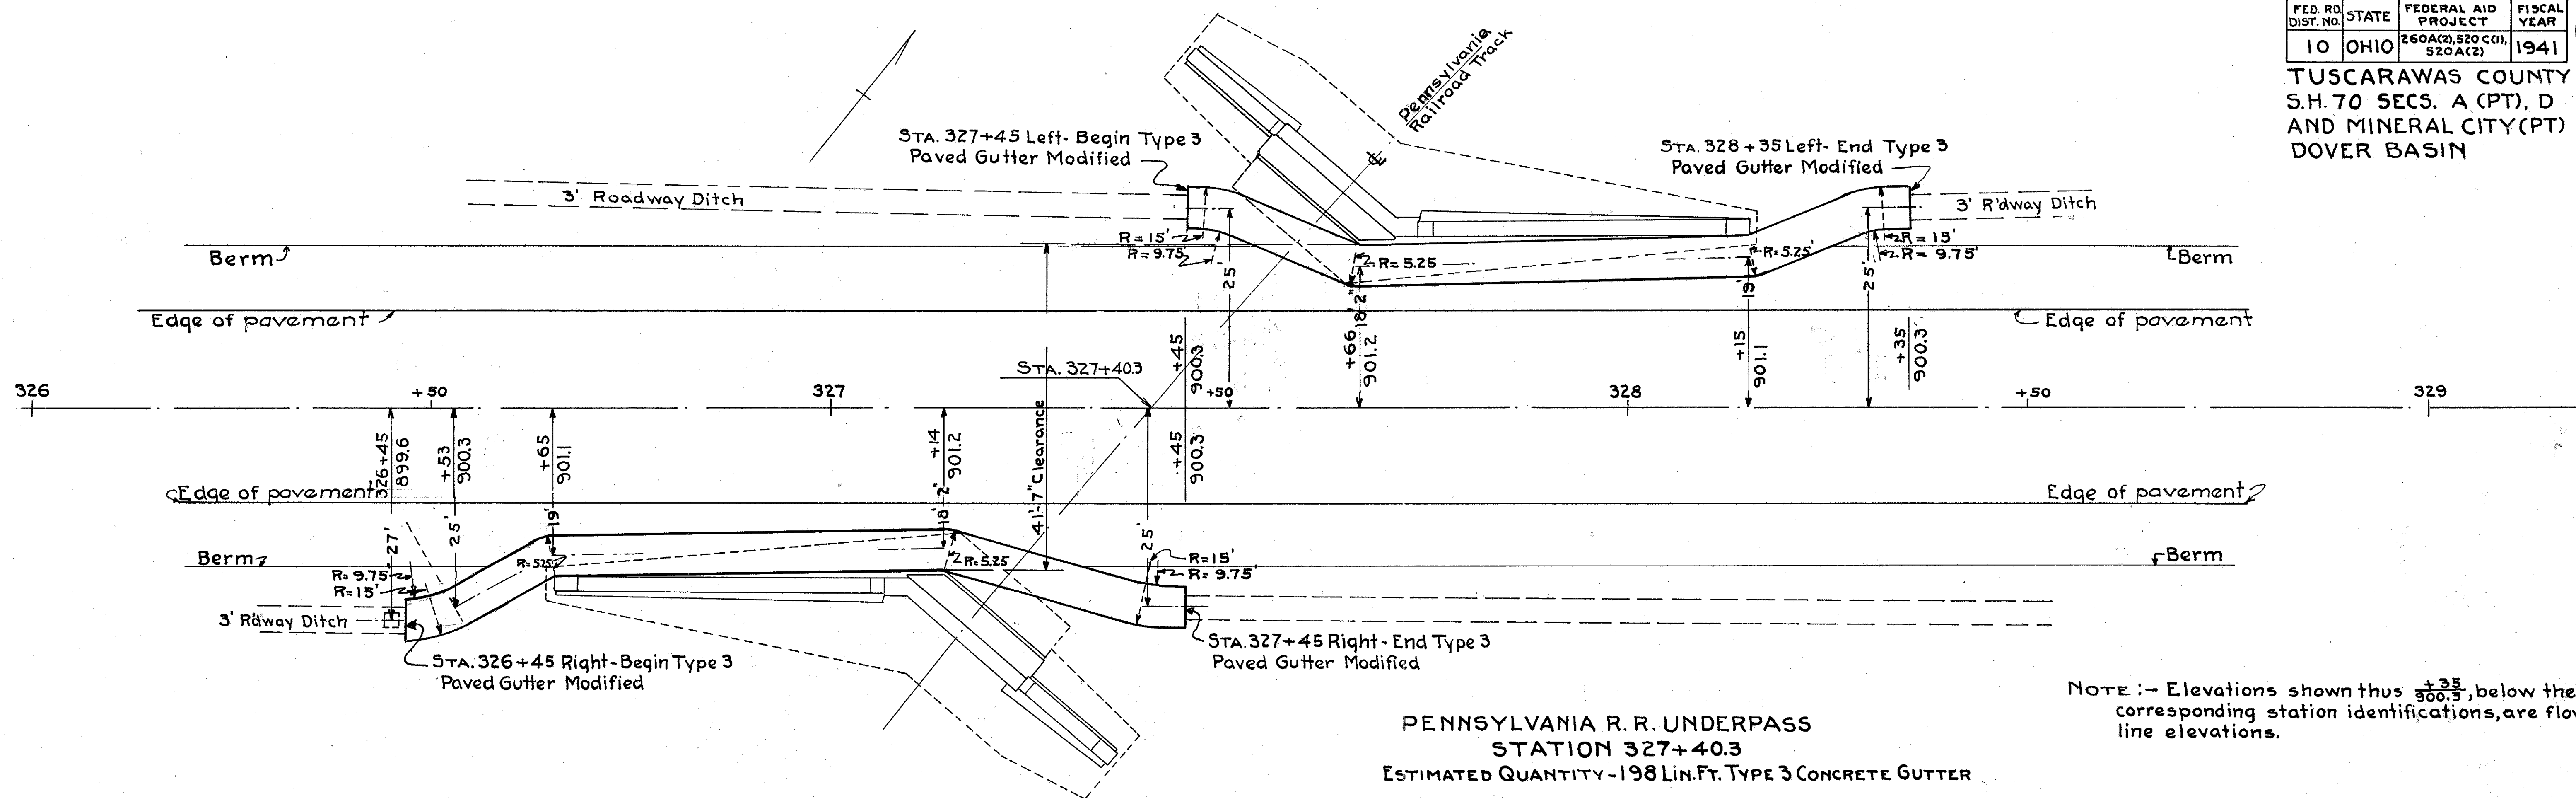 FED. RD. DIST. NO.
STATE
FEDERAL AID PROJECT
FISCAL YEAR
10
OHIO
260A(2), 520C(1), 520A(2)
1941
TUSCARAWAS COUNTY
S.H. 70 SECS. A (PT), D
AND MINERAL CITY (PT)
DOVER BASIN
Pennsylvania
Railroad Track
STA. 327+45 Left - Begin Type 3
Paved Gutter Modified
STA. 328+35 Left - End Type 3
Paved Gutter Modified
3' Roadway Ditch
3' R'dway Ditch
R=15'
R=9.75'
R=5.25
R=5.25'
R=15'
R= 9.75'
Berm
Berm
25'
18'2"
19'
25'
Edge of pavement
Edge of pavement
+45
900.3
+66
901.2
+15
901.1
+35
900.3
STA. 327+40.3
326
+50
327
+50
328
+50
329
326+45
899.6
+53
900.3
+65
901.1
+14
901.2
41'-7" Clearance
+45
900.3
Edge of pavement
Edge of pavement
27'
25'
19'
18'2"
25'
Berm
Berm
R= 9.75'
R=15'
R=5.25'
R=5.25
R=15'
R= 9.75'
3' R'dway Ditch
STA. 326+45 Right - Begin Type 3
Paved Gutter Modified
STA. 327+45 Right - End Type 3
Paved Gutter Modified
NOTE :- Elevations shown thus +35/900.3, below the
corresponding station identifications, are flow
line elevations.
PENNSYLVANIA R. R. UNDERPASS
STATION 327+40.3
ESTIMATED QUANTITY - 198 LIN. FT. TYPE 3 CONCRETE GUTTER